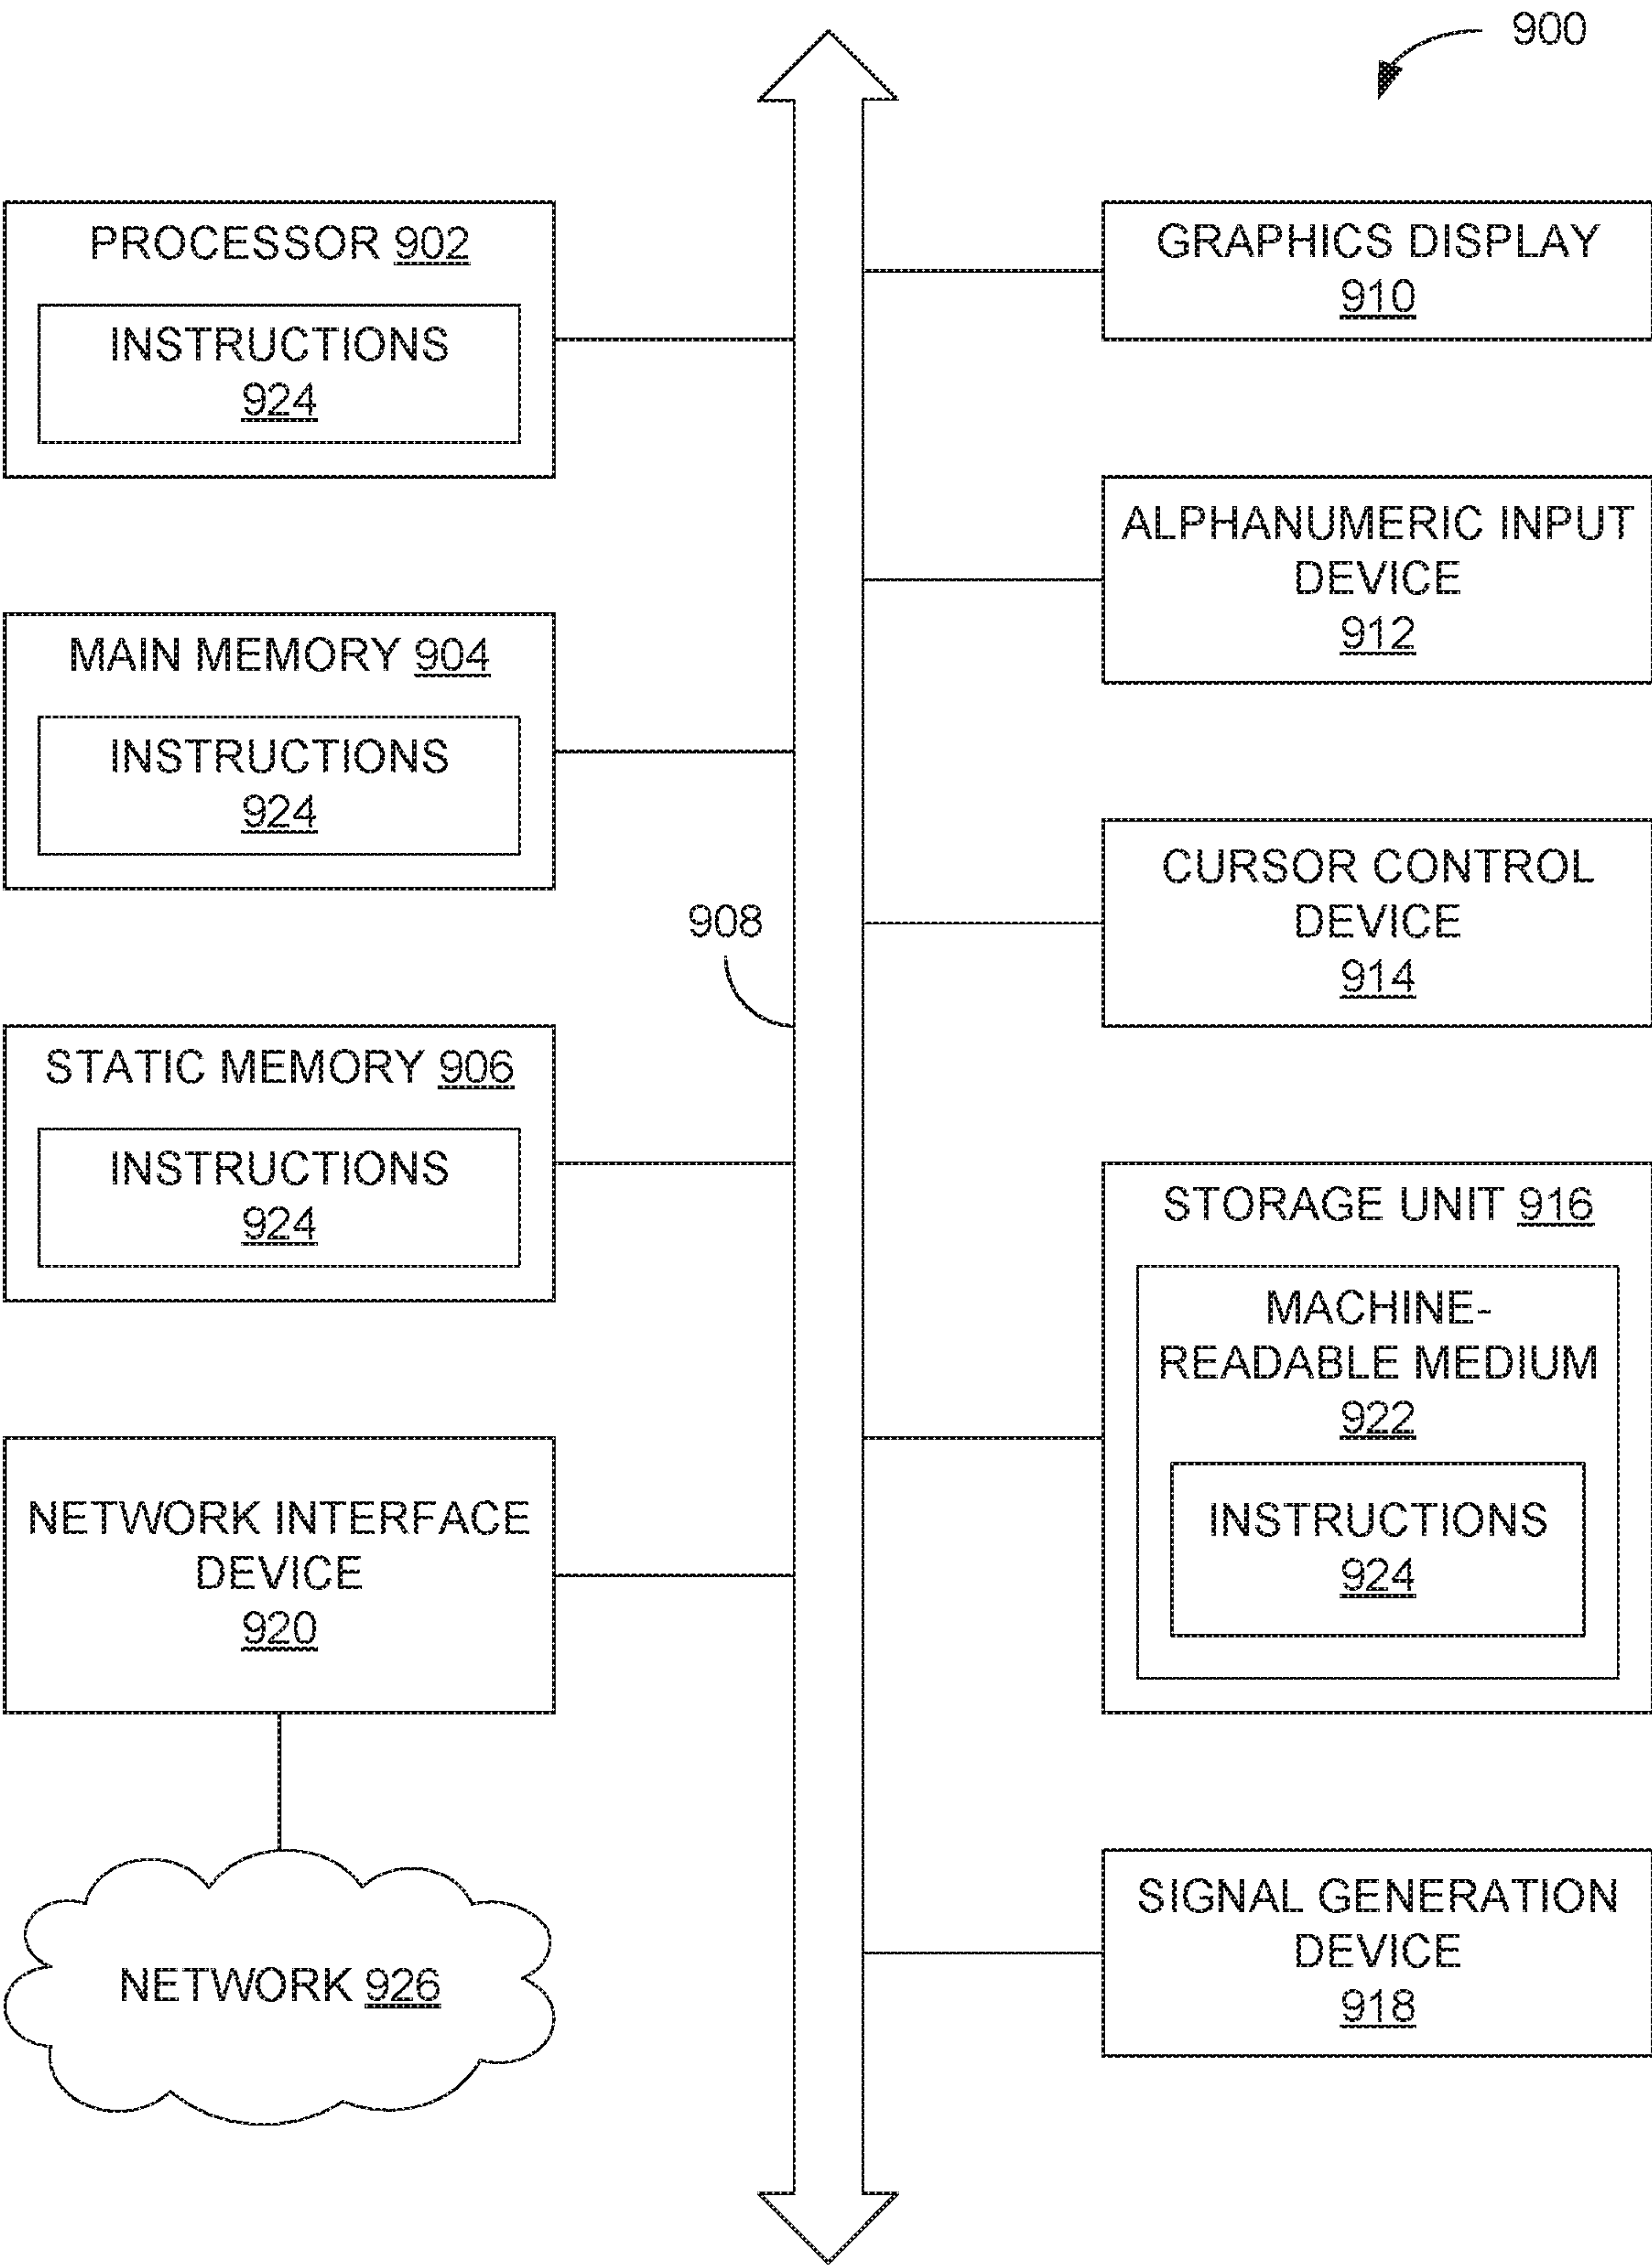 900
PROCESSOR 902
INSTRUCTIONS
924
MAIN MEMORY 904
INSTRUCTIONS
924
908
STATIC MEMORY 906
INSTRUCTIONS
924
NETWORK INTERFACE
DEVICE
920
NETWORK 926
GRAPHICS DISPLAY
910
ALPHANUMERIC INPUT
DEVICE
912
CURSOR CONTROL
DEVICE
914
STORAGE UNIT 916
MACHINE-
READABLE MEDIUM
922
INSTRUCTIONS
924
SIGNAL GENERATION
DEVICE
918